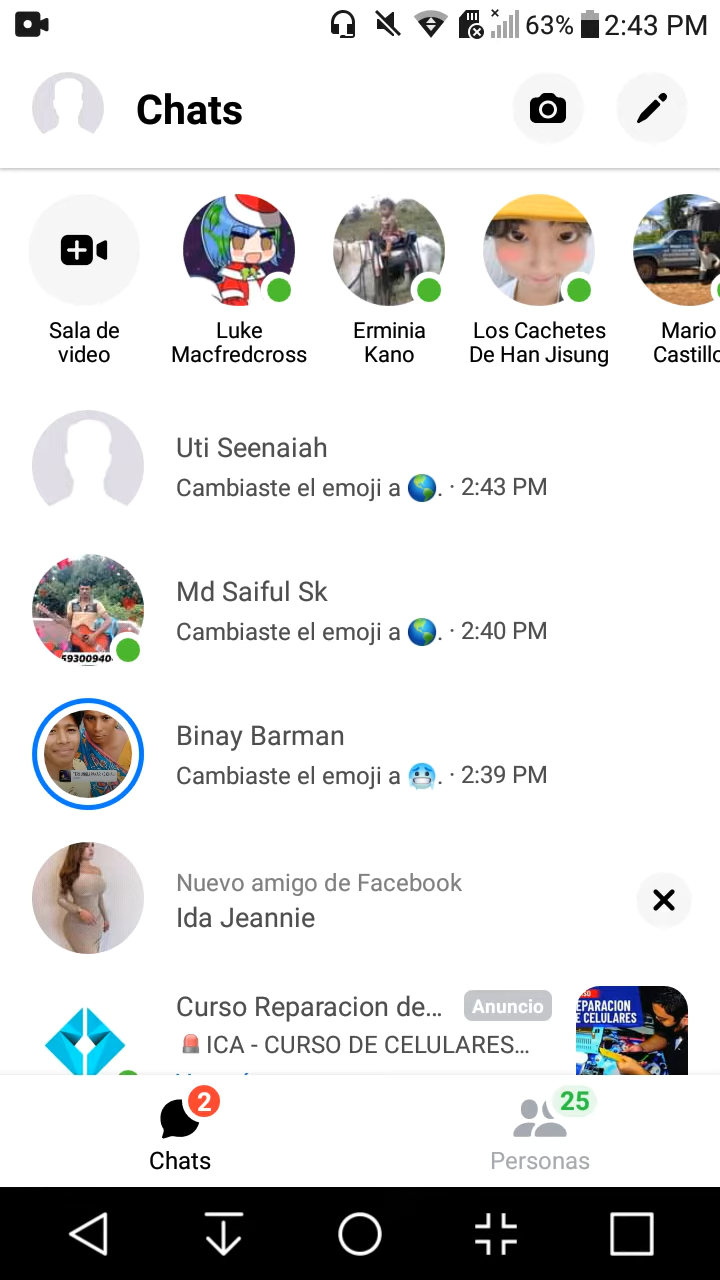 63% 2:43 PM
Chats
Sala de
video
Luke
Macfredcross
Erminia
Kano
Los Cachetes
De Han Jisung
Mario
Castillo
Uti Seenaiah
Cambiaste el emoji a 🌎. · 2:43 PM
Md Saiful Sk
Cambiaste el emoji a 🌎. · 2:40 PM
59300940
Binay Barman
Cambiaste el emoji a 🥶. · 2:39 PM
Nuevo amigo de Facebook
Ida Jeannie
Curso Reparacion de... Anuncio
🚨 ICA - CURSO DE CELULARES...
EPARACION
E CELULARES
2
25
Chats
Personas